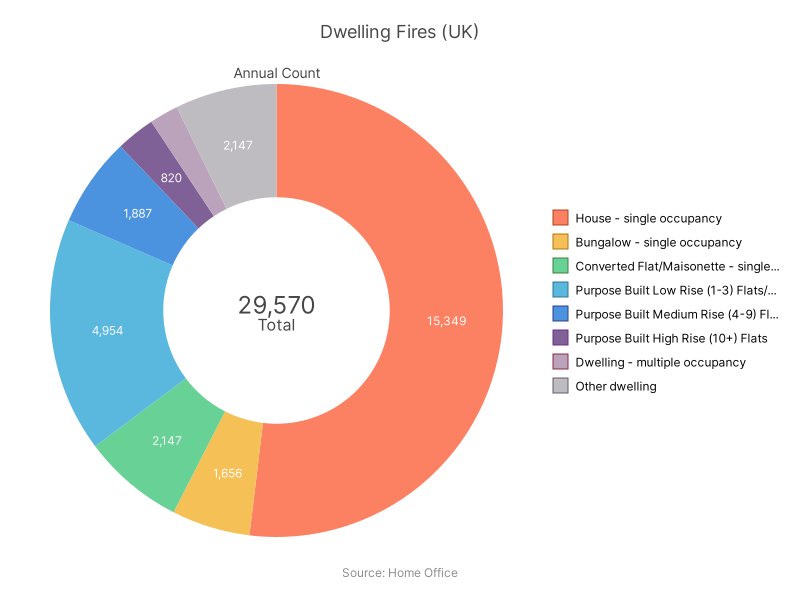 Dwelling Fires (UK)
Annual Count
2,147
820
1,887
4,954
2,147
1,656
15,349
29,570
Total
House - single occupancy
Bungalow - single occupancy
Converted Flat/Maisonette - single...
Purpose Built Low Rise (1-3) Flats/...
Purpose Built Medium Rise (4-9) Fl...
Purpose Built High Rise (10+) Flats
Dwelling - multiple occupancy
Other dwelling
Source: Home Office